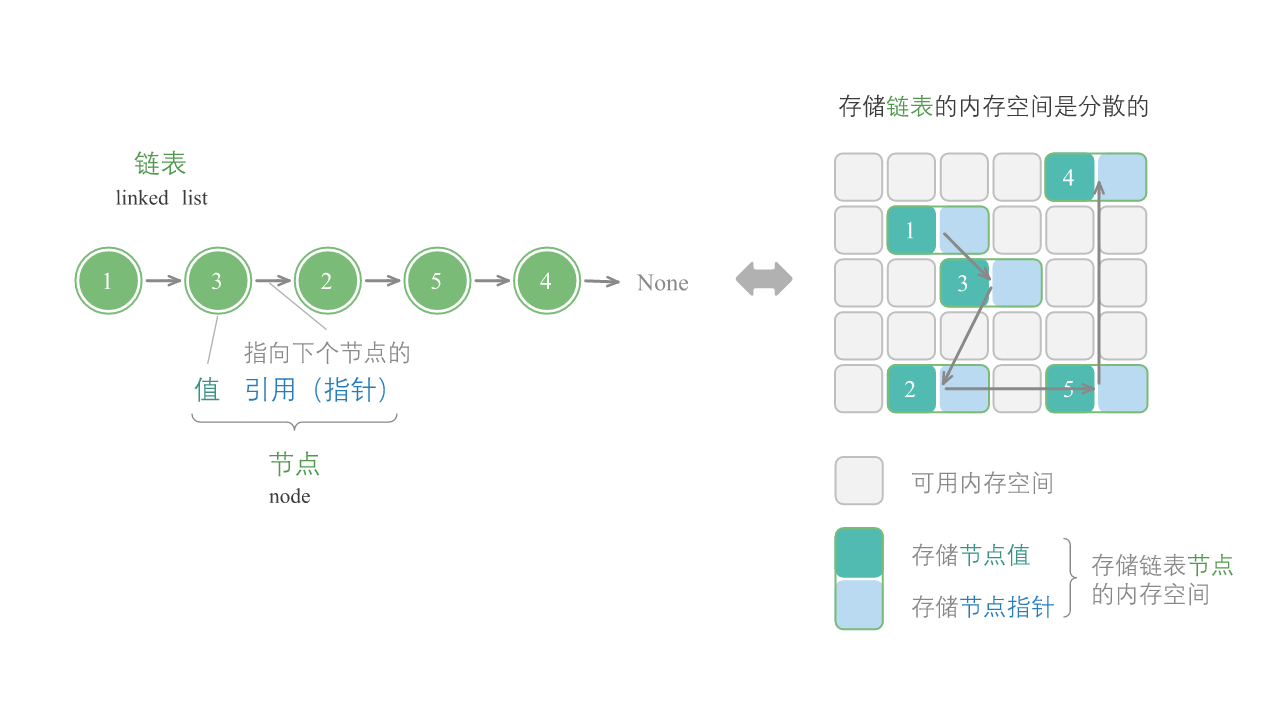 链表
linked list
1
3
2
5
4
None
指向下个节点的
值
引用（指针）
节点
node
存储链表的内存空间是分散的
4
1
3
2
5
可用内存空间
存储节点值
存储节点指针
存储链表节点
的内存空间